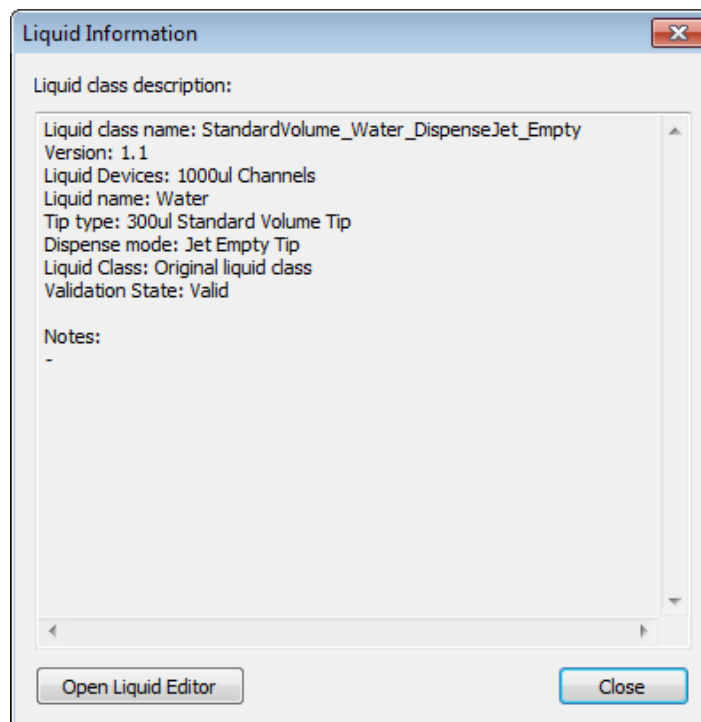 Liquid Information
Liquid class description:
Liquid class name: StandardVolume_Water_DispenseJet_Empty
Version: 1.1
Liquid Devices: 1000ul Channels
Liquid name: Water
Tip type: 300ul Standard Volume Tip
Dispense mode: Jet Empty Tip
Liquid Class: Original liquid class
Validation State: Valid
Notes:
-
Open Liquid Editor
Close